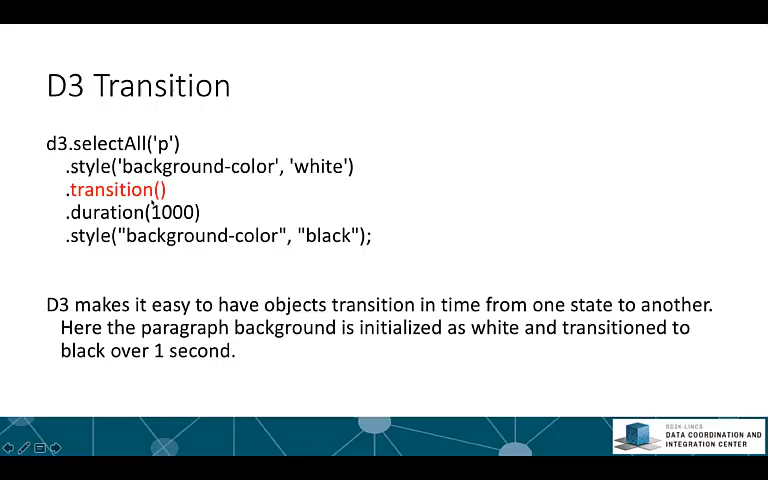 D3 Transition
d3.selectAll('p')
.style('background-color', 'white')
.transition()
.duration(1000)
.style("background-color", "black");
D3 makes it easy to have objects transition in time from one state to another.
Here the paragraph background is initialized as white and transitioned to
black over 1 second.
BD2K-LINCS
DATA COORDINATION AND
INTEGRATION CENTER